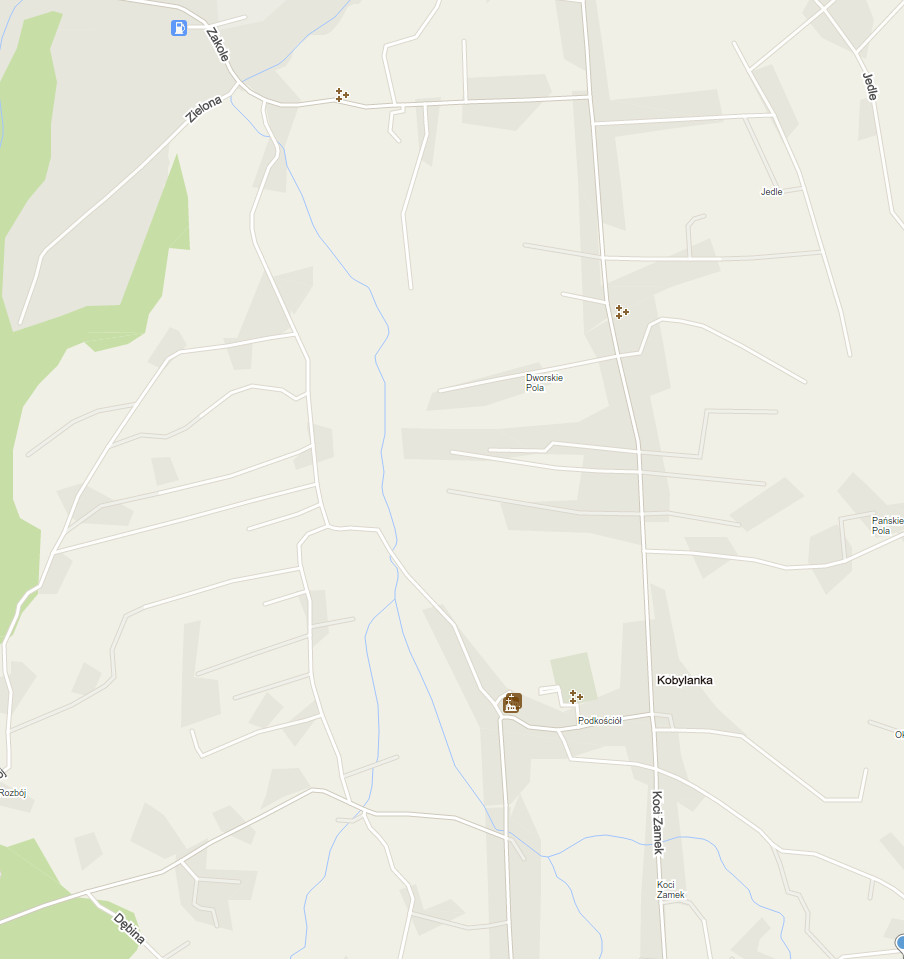 Zakole
Zielona
Jedle
Jedle
Dworskie
Pola
Pańskie
Pola
Kobylanka
Podkościół
Rozbój
Koci Zamek
Koci
Zamek
Dębina